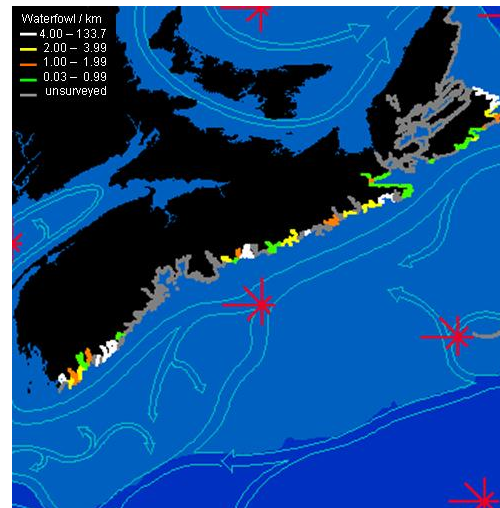 Waterfowl / km
4.00 – 133.7
2.00 – 3.99
1.00 – 1.99
0.03 – 0.99
unsurveyed